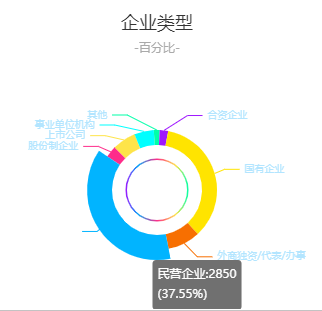 企业类型
-百分比-
其他
合资企业
事业单位机构
上市公司
股份制企业
国有企业
外商独资/代表/办事
民营企业:2850
(37.55%)